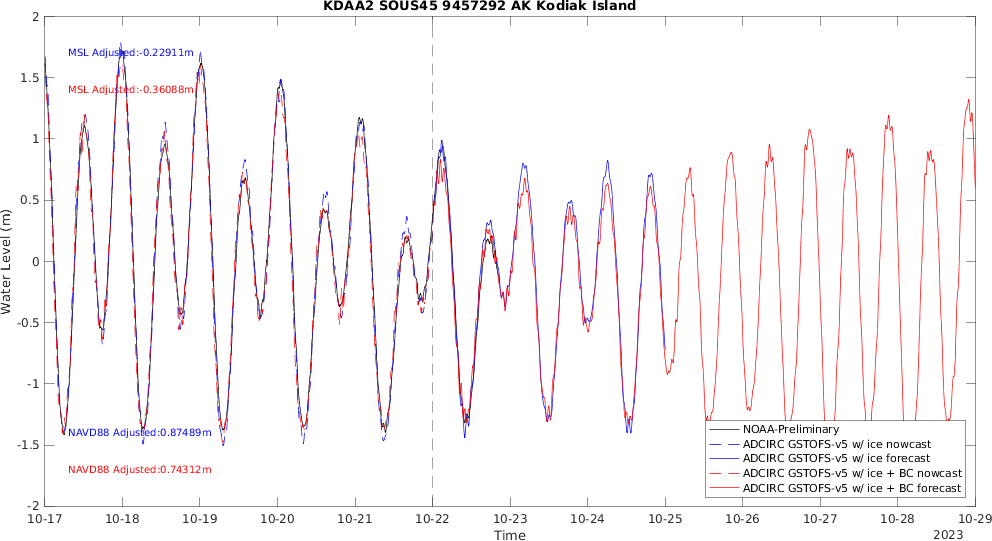 KDAA2 SOUS45 9457292 AK Kodiak Island
MSL Adjusted:-0.22911m
MSL Adjusted:-0.36088m
NAVD88 Adjusted:0.87489m
NAVD88 Adjusted:0.74312m
Water Level (m)
2
1.5
1
0.5
0
-0.5
-1
-1.5
-2
NOAA-Preliminary
ADCIRC GSTOFS-v5 w/ ice nowcast
ADCIRC GSTOFS-v5 w/ ice forecast
ADCIRC GSTOFS-v5 w/ ice + BC nowcast
ADCIRC GSTOFS-v5 w/ ice + BC forecast
10-17 10-18 10-19 10-20 10-21 10-22 10-23 10-24 10-25 10-26 10-27 10-28 10-29
Time
2023